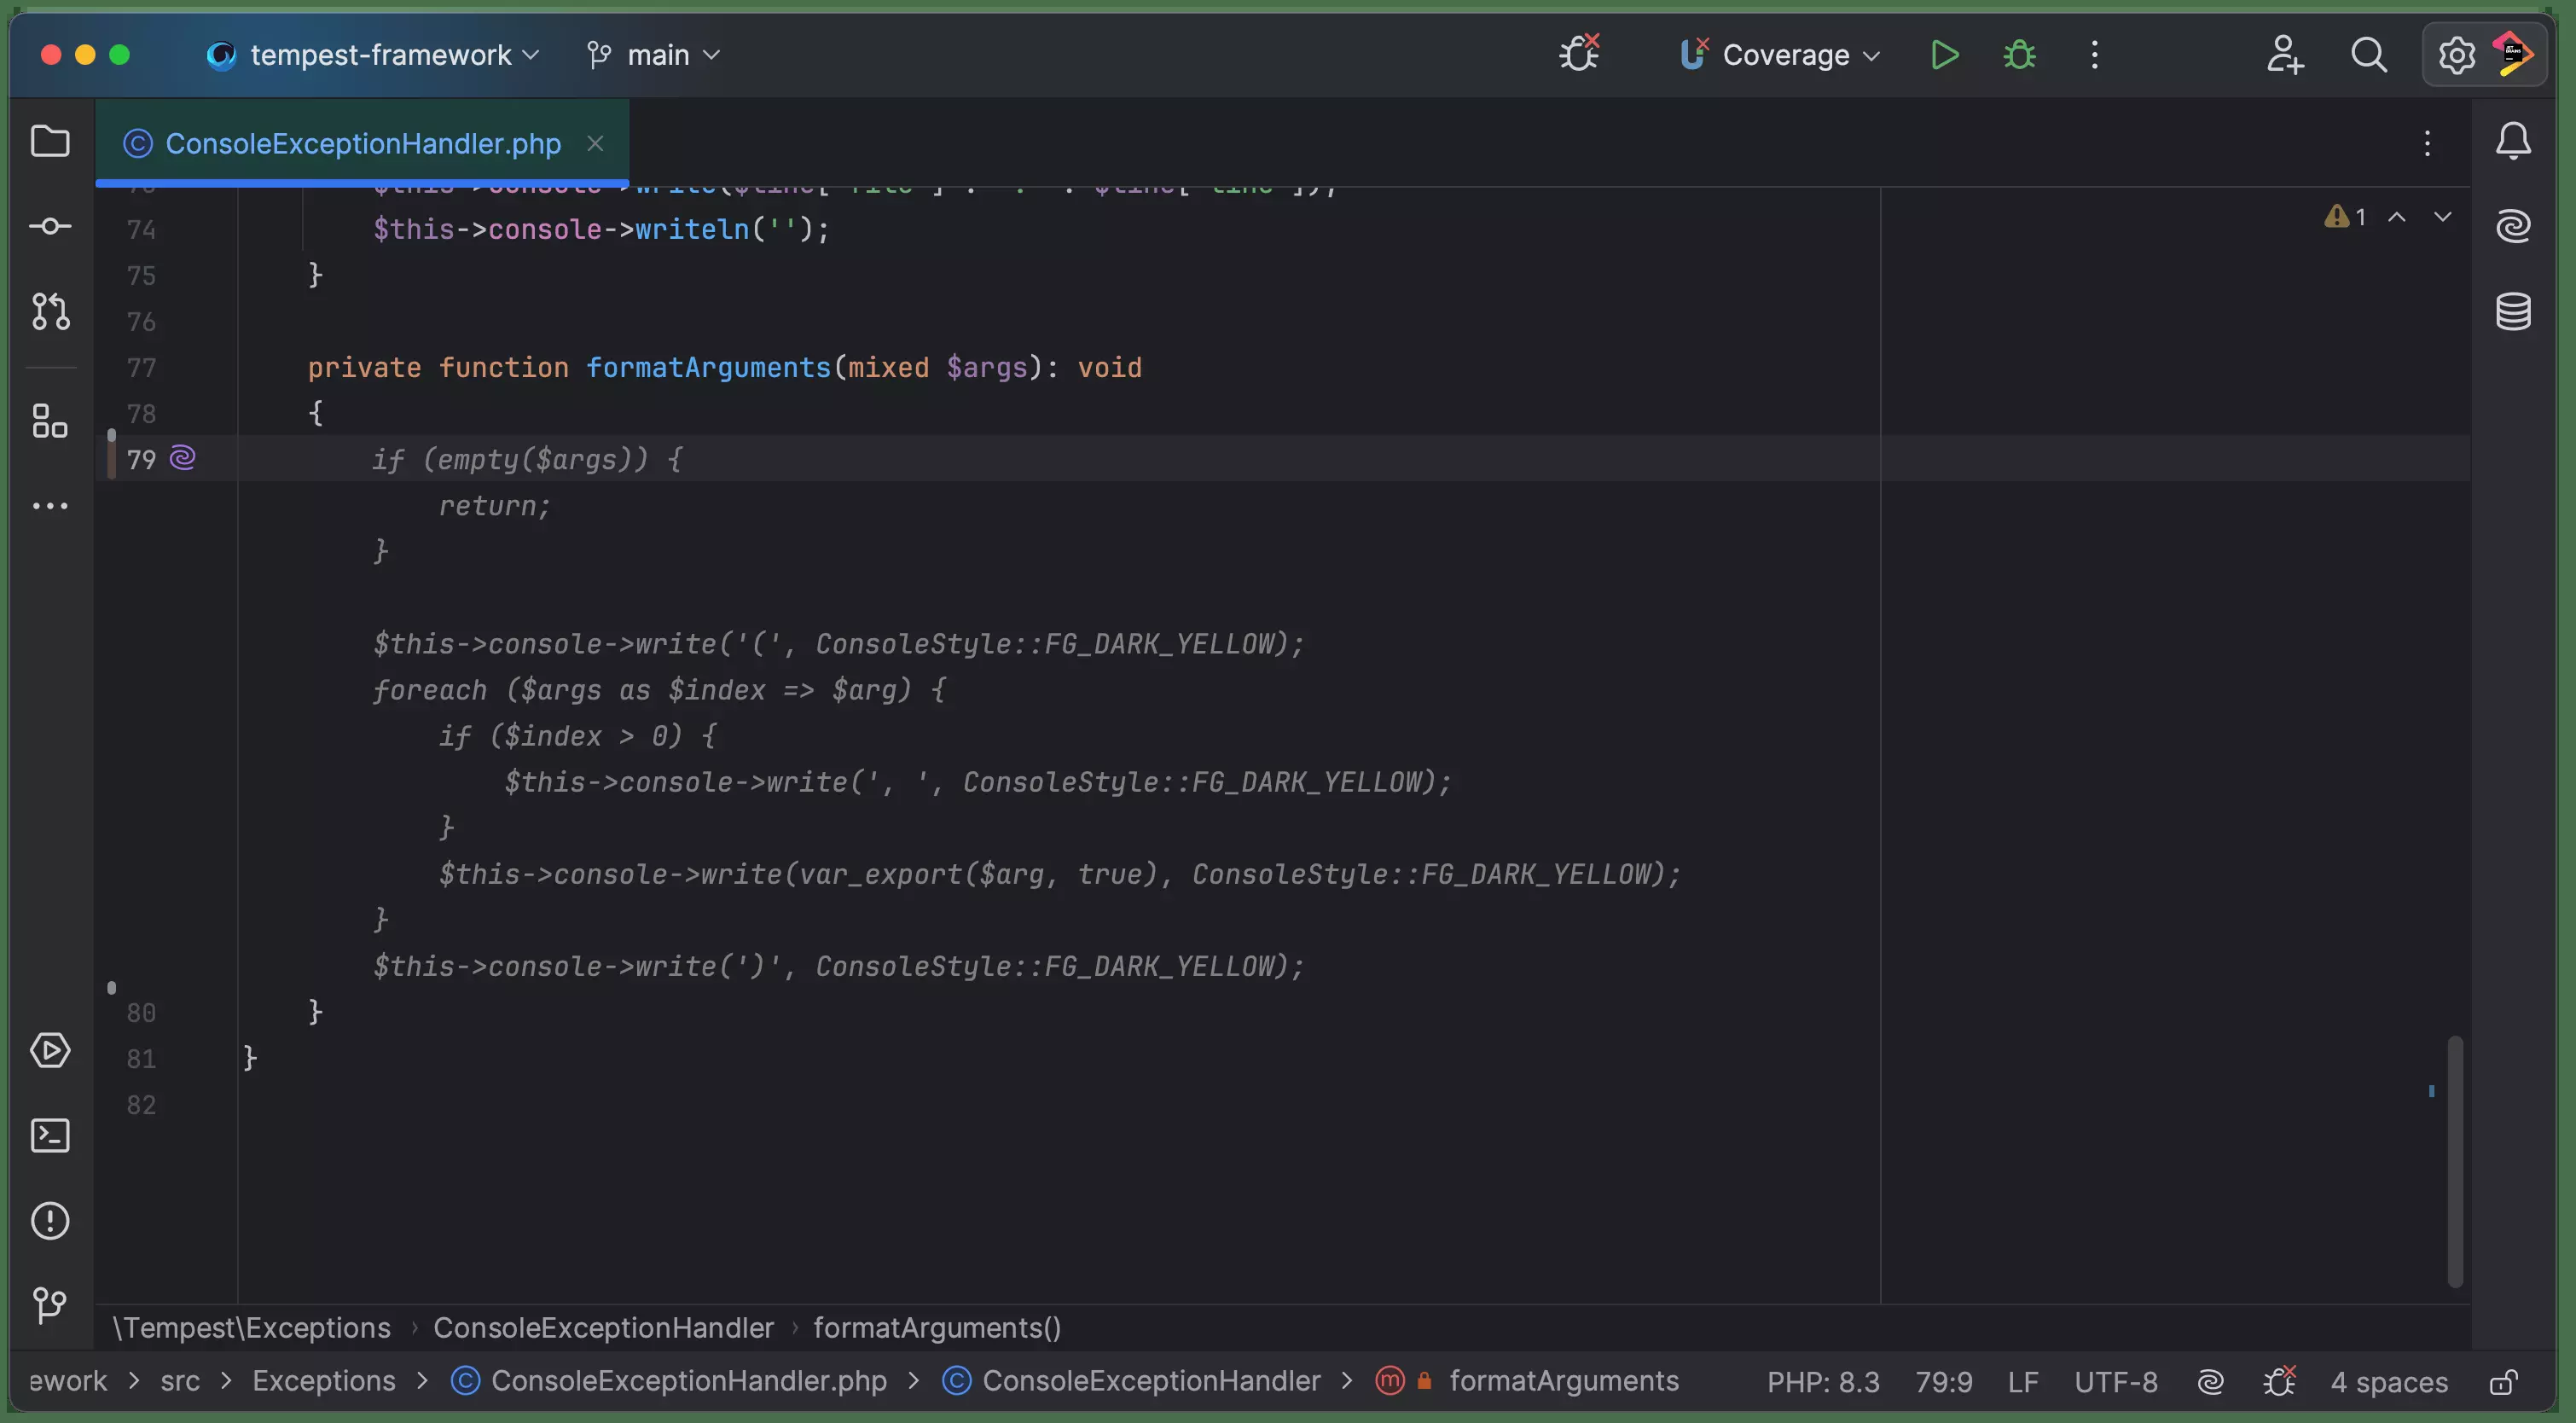 tempest-framework main Coverage
ConsoleExceptionHandler.php
1
74 $this->console->writeln('');
75 }
76
77 private function formatArguments(mixed $args): void
78 {
79 if (empty($args)) {
return;
}
$this->console->write('(', ConsoleStyle::FG_DARK_YELLOW);
foreach ($args as $index => $arg) {
if ($index > 0) {
$this->console->write(', ', ConsoleStyle::FG_DARK_YELLOW);
}
$this->console->write(var_export($arg, true), ConsoleStyle::FG_DARK_YELLOW);
}
$this->console->write(')', ConsoleStyle::FG_DARK_YELLOW);
80 }
81 }
82
\Tempest\Exceptions › ConsoleExceptionHandler › formatArguments()
ework > src > Exceptions > ConsoleExceptionHandler.php > ConsoleExceptionHandler > formatArguments PHP: 8.3 79:9 LF UTF-8 4 spaces